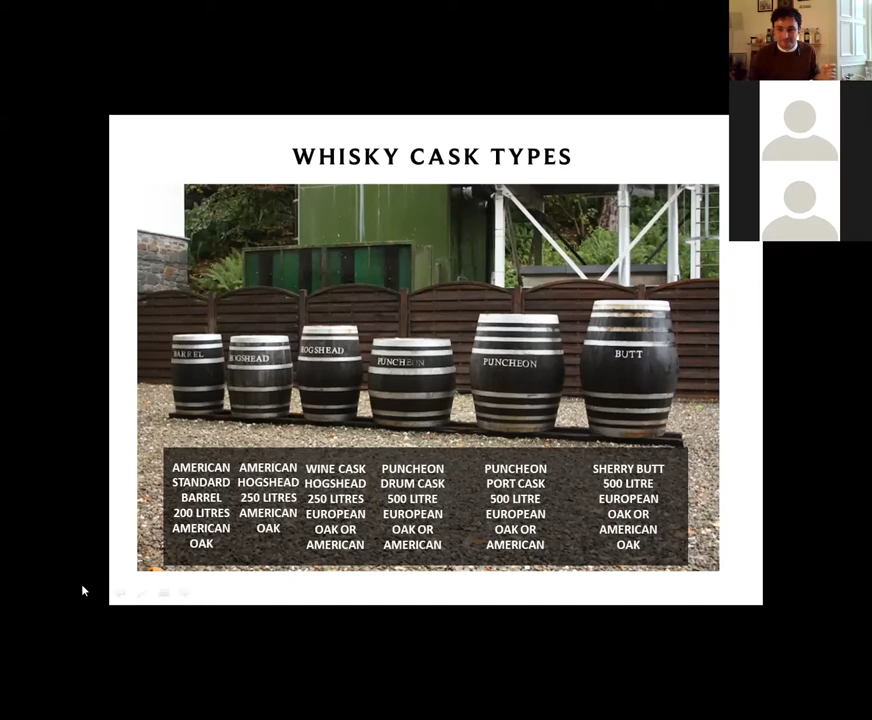 WHISKY CASK TYPES
BARREL
HOGSHEAD
HOGSHEAD
PUNCHEON
PUNCHEON
BUTT
AMERICAN
STANDARD
BARREL
200 LITRES
AMERICAN
OAK
AMERICAN
HOGSHEAD
250 LITRES
AMERICAN
OAK
WINE CASK
HOGSHEAD
250 LITRES
EUROPEAN
OAK OR
AMERICAN
PUNCHEON
DRUM CASK
500 LITRE
EUROPEAN
OAK OR
AMERICAN
PUNCHEON
PORT CASK
500 LITRE
EUROPEAN
OAK OR
AMERICAN
SHERRY BUTT
500 LITRE
EUROPEAN
OAK OR
AMERICAN
OAK